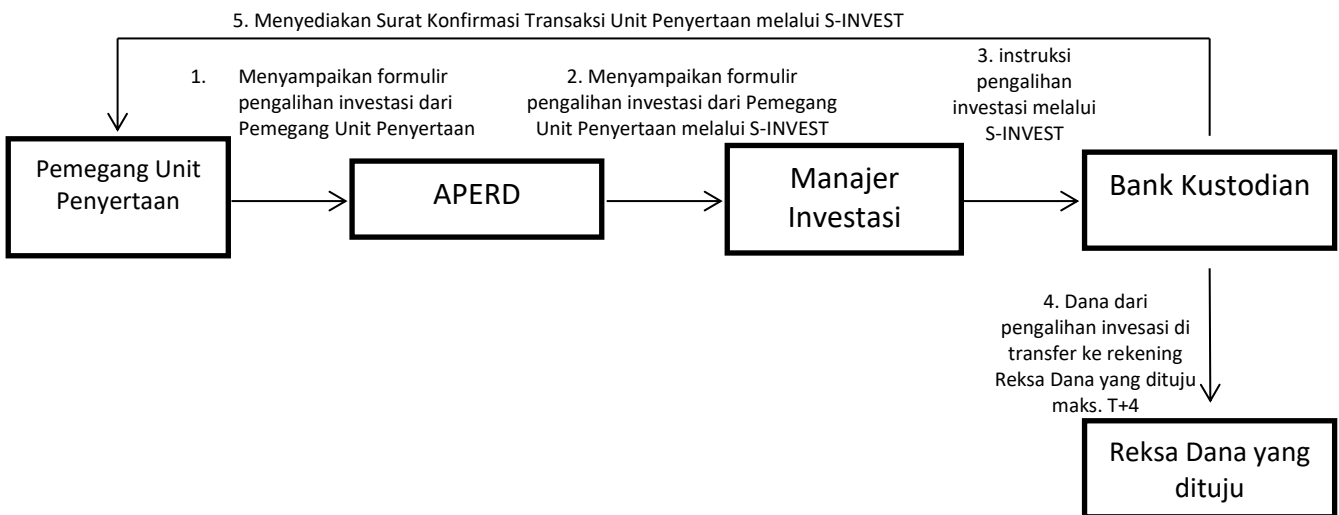 5. Menyediakan Surat Konfirmasi Transaksi Unit Penyertaan melalui S-INVEST
1. Menyampaikan formulir
pengalihan investasi dari
Pemegang Unit Penyertaan
2. Menyampaikan formulir
pengalihan investasi dari Pemegang
Unit Penyertaan melalui S-INVEST
3. instruksi
pengalihan
investasi melalui
S-INVEST
Pemegang Unit
Penyertaan
APERD
Manajer
Investasi
Bank Kustodian
4. Dana dari
pengalihan invesasi di
transfer ke rekening
Reksa Dana yang dituju
maks. T+4
Reksa Dana yang
dituju